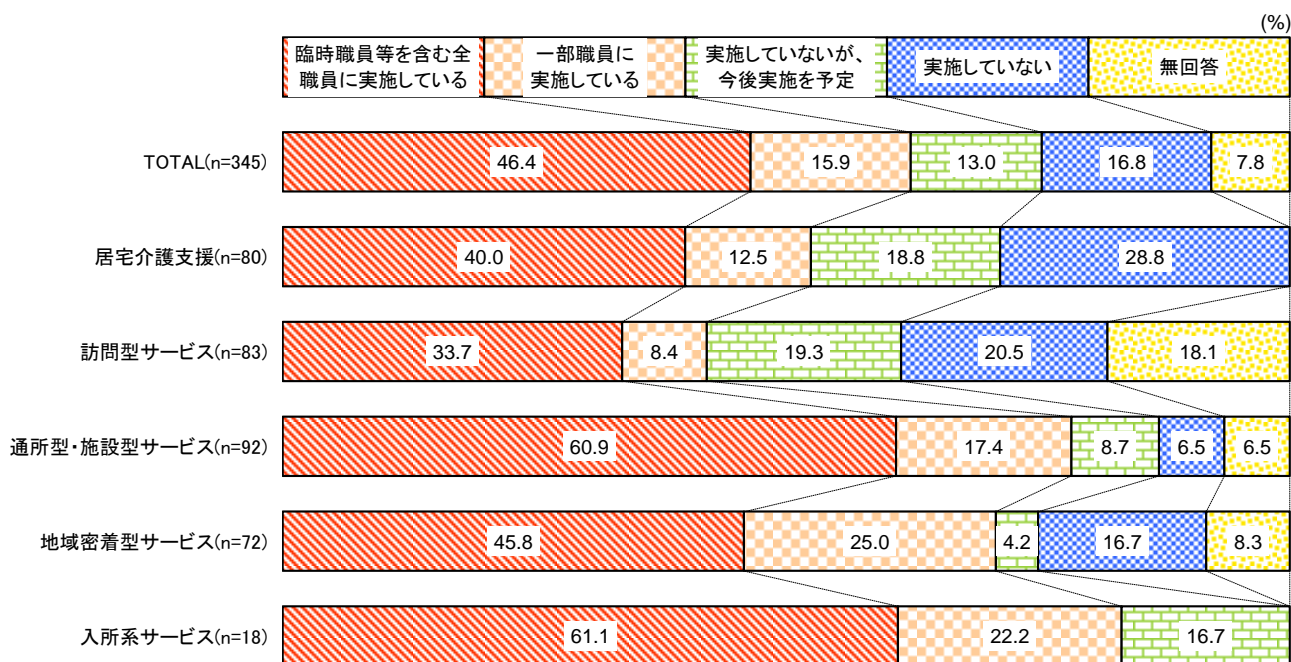 (%)
臨時職員等を含む全
職員に実施している
一部職員に
実施している
実施していないが、
今後実施を予定
実施していない
無回答
TOTAL(n=345)
46.4
15.9
13.0
16.8
7.8
居宅介護支援(n=80)
40.0
12.5
18.8
28.8
訪問型サービス(n=83)
33.7
8.4
19.3
20.5
18.1
通所型・施設型サービス(n=92)
60.9
17.4
8.7
6.5
6.5
地域密着型サービス(n=72)
45.8
25.0
4.2
16.7
8.3
入所系サービス(n=18)
61.1
22.2
16.7